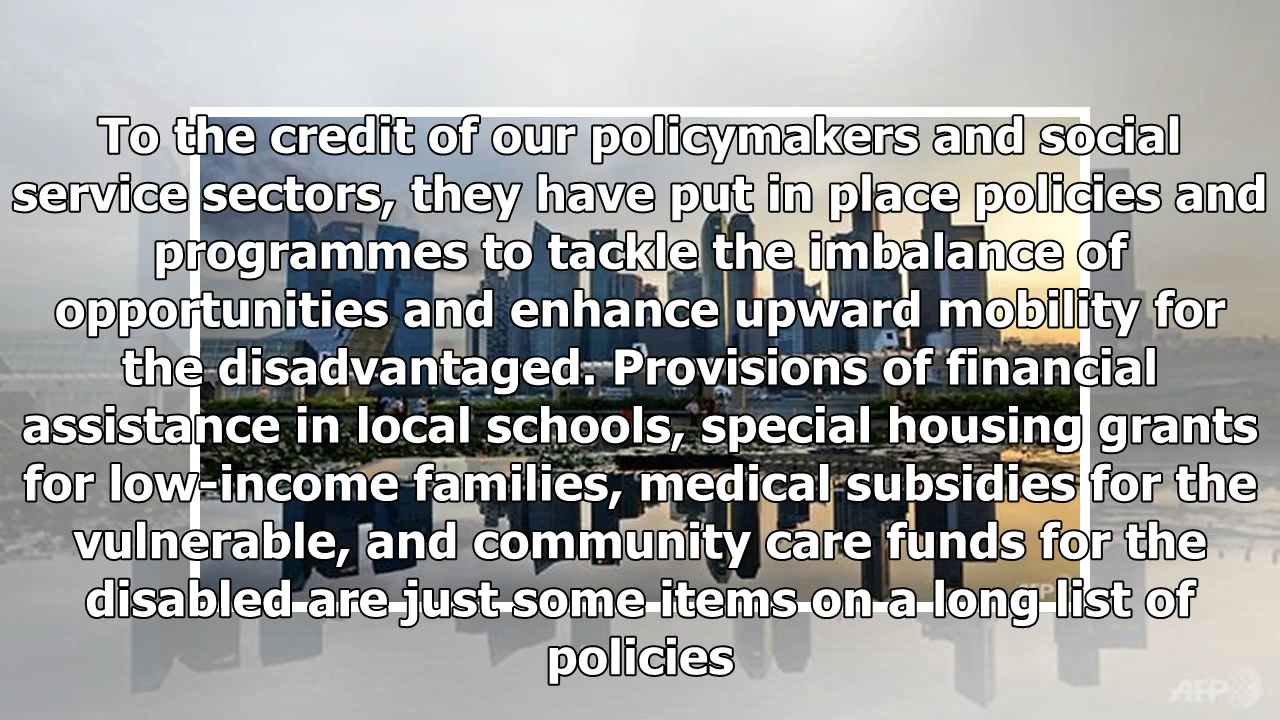 To the credit of our policymakers and social
service sectors, they have put in place policies and
programmes to tackle the imbalance of
opportunities and enhance upward mobility for
the disadvantaged. Provisions of financial
assistance in local schools, special housing grants
for low-income families, medical subsidies for the
vulnerable, and community care funds for the
disabled are just some items on a long list of
policies
AFP
AFP